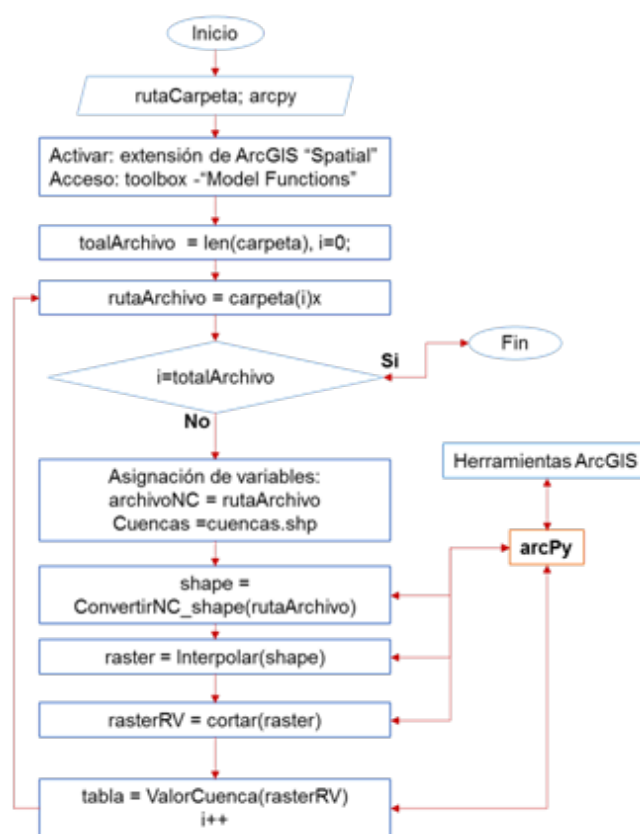 Inicio
rutaCarpeta; arcpy
Activar: extensión de ArcGIS “Spatial”
Acceso: toolbox -“Model Functions”
toalArchivo = len(carpeta), i=0;
rutaArchivo = carpeta(i)x
i=totalArchivo
Si
Fin
No
Asignación de variables:
archivoNC = rutaArchivo
Cuencas =cuencas.shp
Herramientas ArcGIS
arcPy
shape =
ConvertirNC_shape(rutaArchivo)
raster = Interpolar(shape)
rasterRV = cortar(raster)
tabla = ValorCuenca(rasterRV)
i++